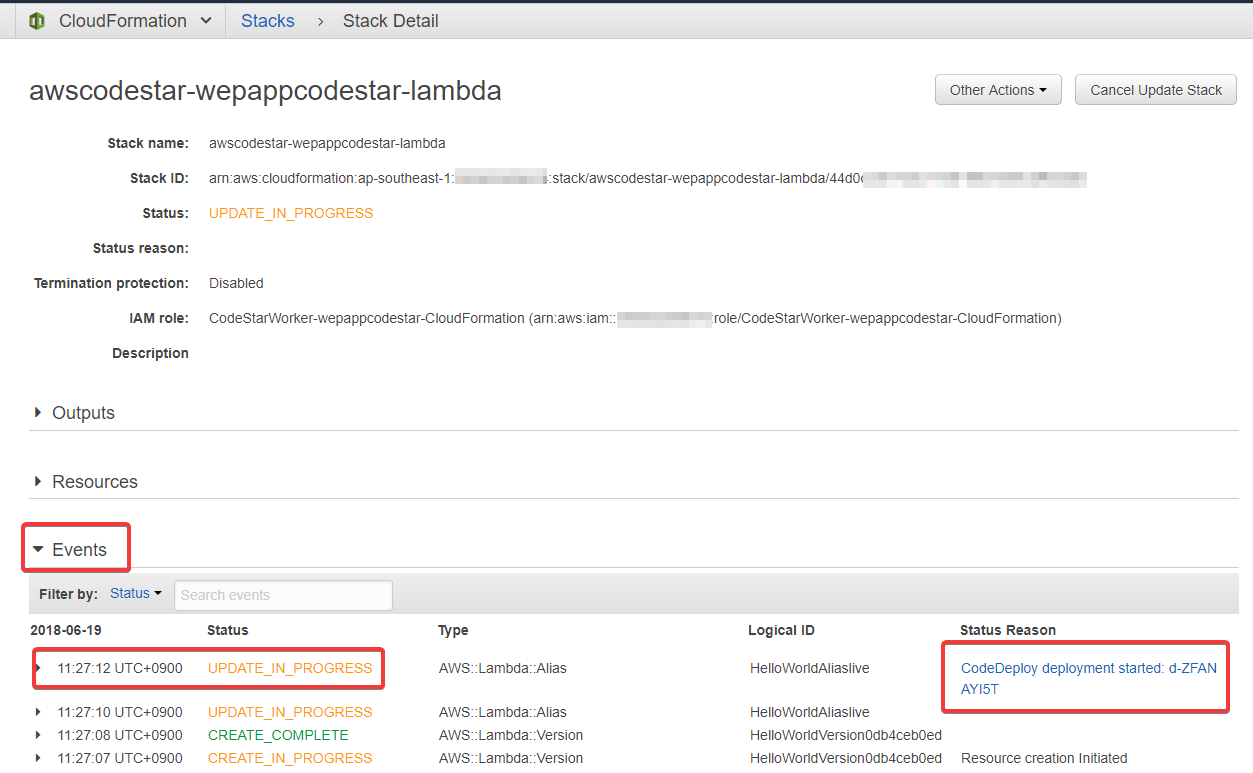 CloudFormation Stacks > Stack Detail
awscodestar-wepappcodestar-lambda
Other Actions Cancel Update Stack
Stack name: awscodestar-wepappcodestar-lambda
Stack ID: arn:aws:cloudformation:ap-southeast-1: :stack/awscodestar-wepappcodestar-lambda/44d0
Status: UPDATE_IN_PROGRESS
Status reason:
Termination protection: Disabled
IAM role: CodeStarWorker-wepappcodestar-CloudFormation (arn:aws:iam:: :role/CodeStarWorker-wepappcodestar-CloudFormation)
Description
Outputs
Resources
Events
Filter by: Status Search events
2018-06-19 Status Type Logical ID Status Reason
11:27:12 UTC+0900 UPDATE_IN_PROGRESS AWS::Lambda::Alias HelloWorldAliaslive CodeDeploy deployment started: d-ZFAN
AYI5T
11:27:10 UTC+0900 UPDATE_IN_PROGRESS AWS::Lambda::Alias HelloWorldAliaslive
11:27:08 UTC+0900 CREATE_COMPLETE AWS::Lambda::Version HelloWorldVersion0db4ceb0ed
11:27:07 UTC+0900 CREATE_IN_PROGRESS AWS::Lambda::Version HelloWorldVersion0db4ceb0ed Resource creation Initiated